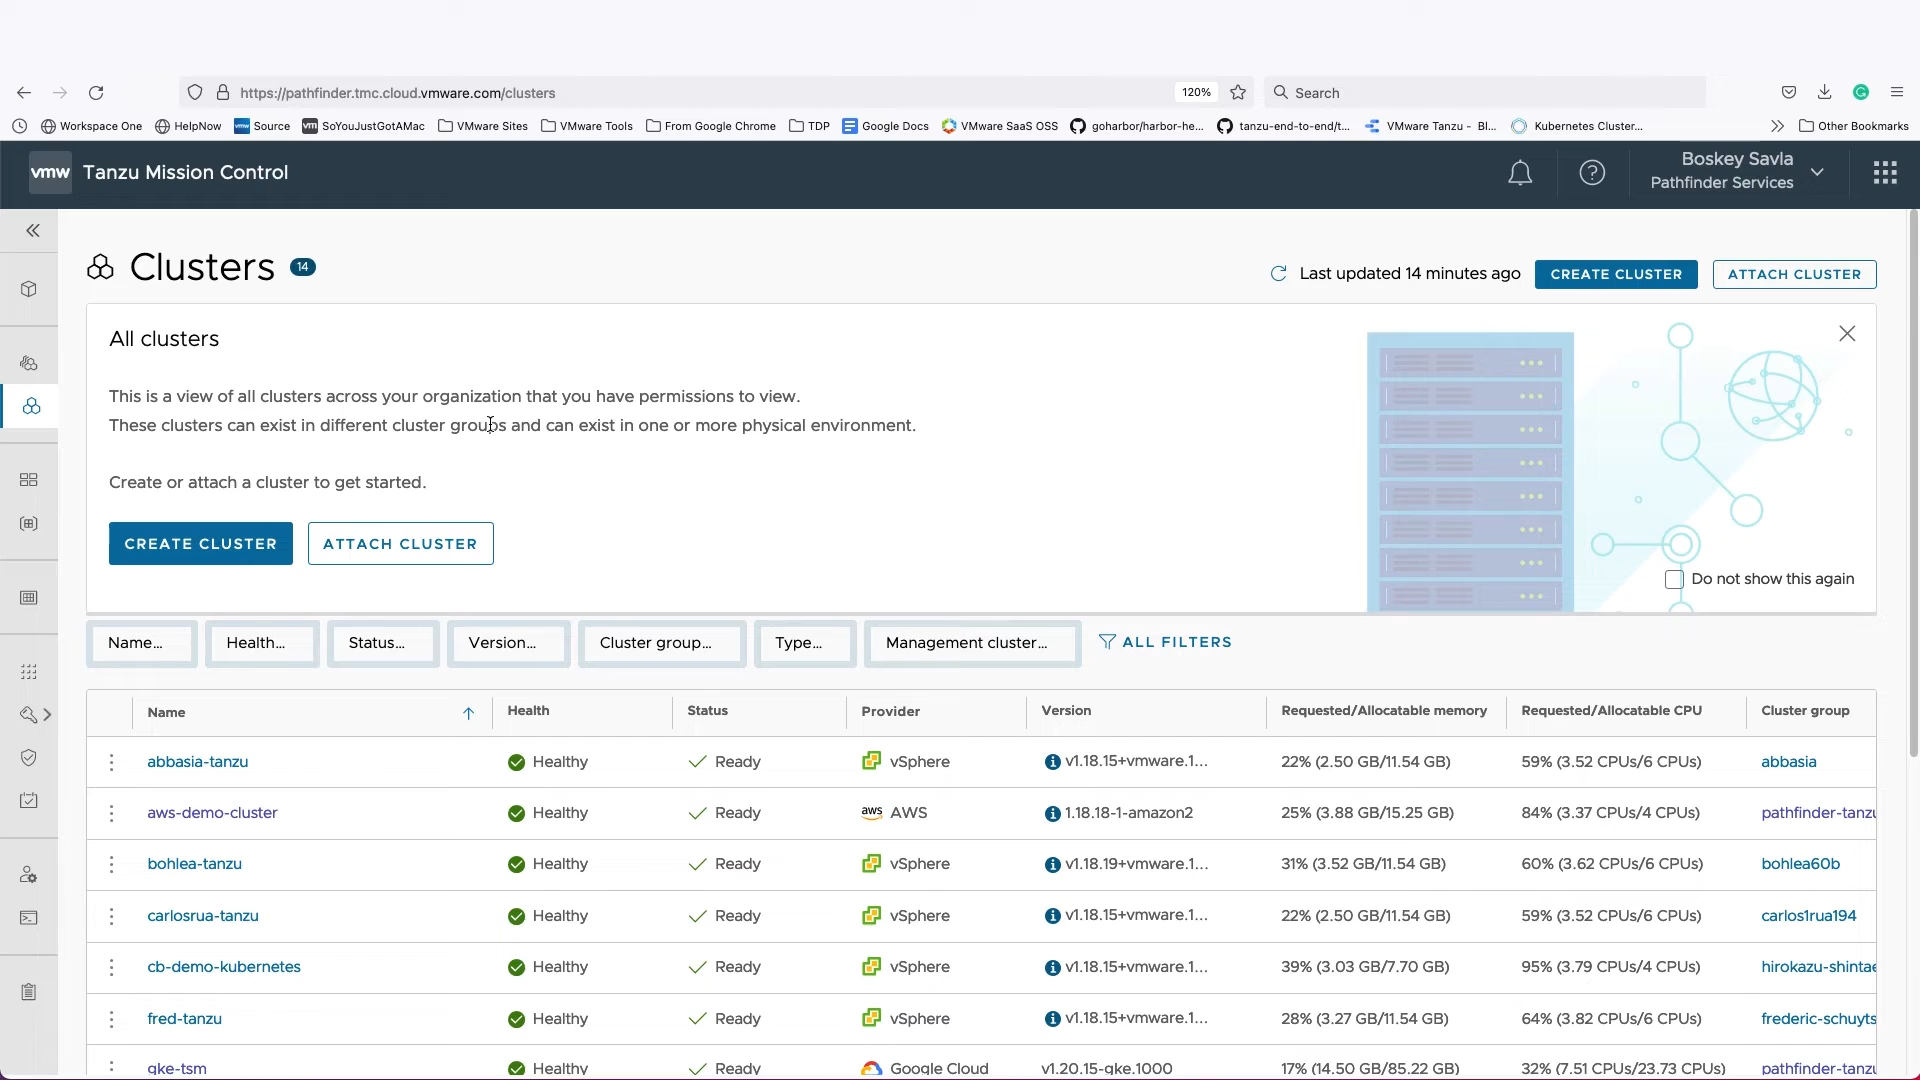 https://pathfinder.tmc.cloud.vmware.com/clusters
120%
Search
Workspace One
HelpNow
vmw Source
vm SoYouJustGotAMac
VMware Sites
VMware Tools
From Google Chrome
TDP
Google Docs
VMware SaaS OSS
goharbor/harbor-he...
tanzu-end-to-end/t...
VMware Tanzu - Bl...
Kubernetes Cluster...
Other Bookmarks
vmw Tanzu Mission Control
Boskey Savla
Pathfinder Services
Clusters 14
Last updated 14 minutes ago
CREATE CLUSTER
ATTACH CLUSTER
All clusters
This is a view of all clusters across your organization that you have permissions to view.
These clusters can exist in different cluster groups and can exist in one or more physical environment.
Create or attach a cluster to get started.
CREATE CLUSTER
ATTACH CLUSTER
Do not show this again
Name...
Health...
Status...
Version...
Cluster group...
Type...
Management cluster...
ALL FILTERS
Name Health Status Provider Version Requested/Allocatable memory Requested/Allocatable CPU Cluster group
abbasia-tanzu Healthy Ready vSphere v1.18.15+vmware.1... 22% (2.50 GB/11.54 GB) 59% (3.52 CPUs/6 CPUs) abbasia
aws-demo-cluster Healthy Ready aws AWS 1.18.18-1-amazon2 25% (3.88 GB/15.25 GB) 84% (3.37 CPUs/4 CPUs) pathfinder-tanzu
bohlea-tanzu Healthy Ready vSphere v1.18.19+vmware.1... 31% (3.52 GB/11.54 GB) 60% (3.62 CPUs/6 CPUs) bohlea60b
carlosrua-tanzu Healthy Ready vSphere v1.18.15+vmware.1... 22% (2.50 GB/11.54 GB) 59% (3.52 CPUs/6 CPUs) carlos1rua194
cb-demo-kubernetes Healthy Ready vSphere v1.18.15+vmware.1... 39% (3.03 GB/7.70 GB) 95% (3.79 CPUs/4 CPUs) hirokazu-shintae
fred-tanzu Healthy Ready vSphere v1.18.15+vmware.1... 28% (3.27 GB/11.54 GB) 64% (3.82 CPUs/6 CPUs) frederic-schuyts
gke-tsm Healthy Ready Google Cloud v1.20.15-gke.1000 17% (14.50 GB/85.22 GB) 32% (7.51 CPUs/23.73 CPUs) pathfinder-tanzu